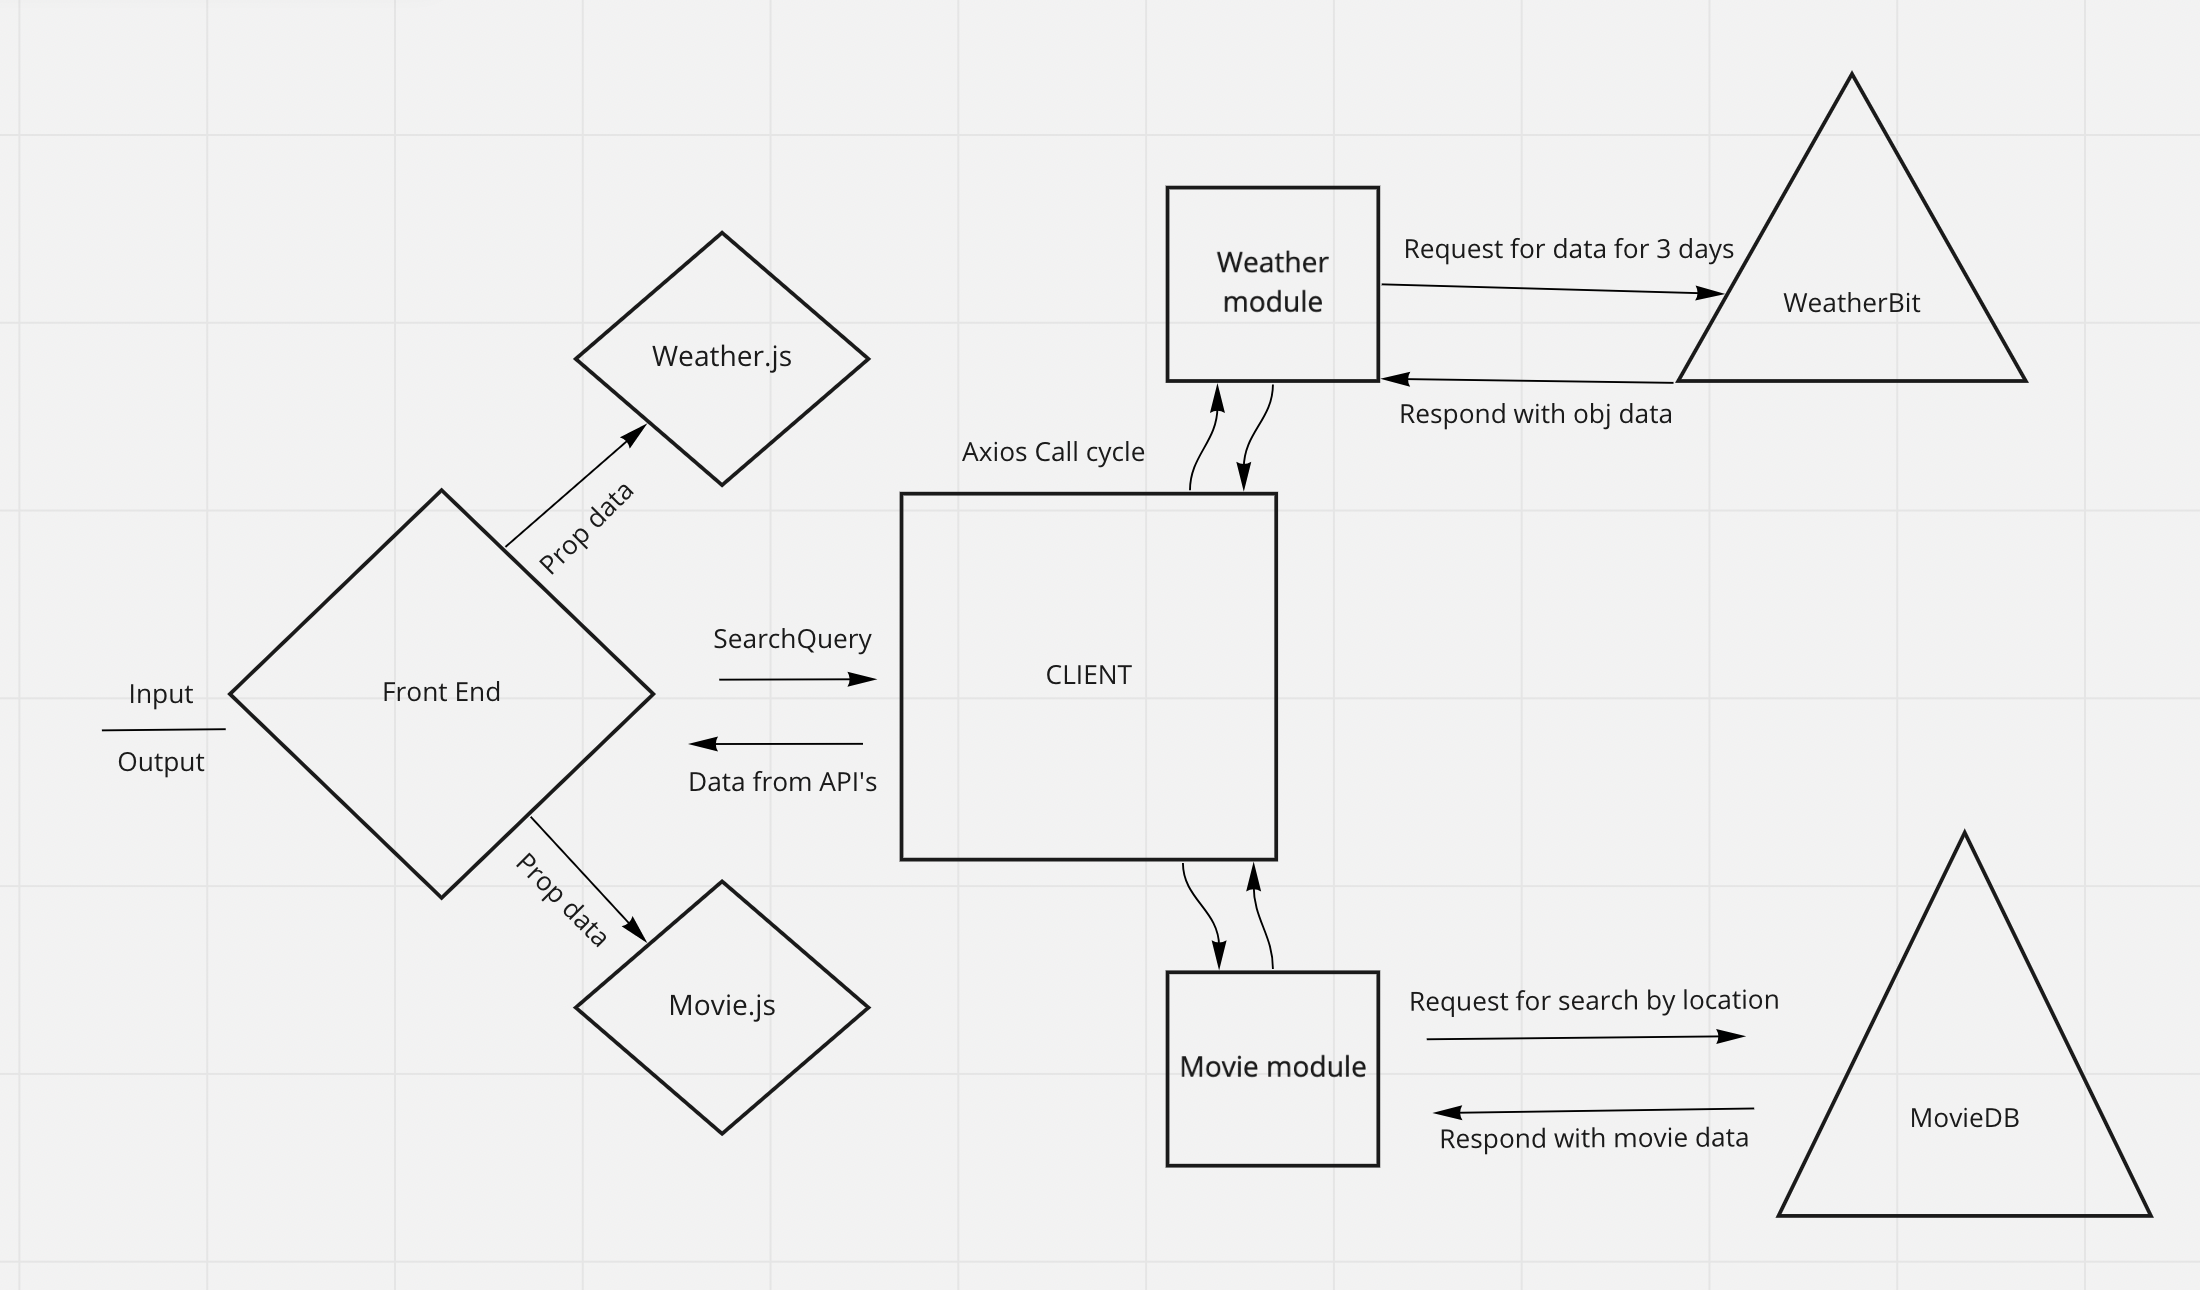 Weather
module
Request for data for 3 days
WeatherBit
Weather.js
Respond with obj data
Axios Call cycle
Prop data
SearchQuery
CLIENT
Input
Front End
Output
Data from API's
Prop data
Movie.js
Request for search by location
Movie module
MovieDB
Respond with movie data